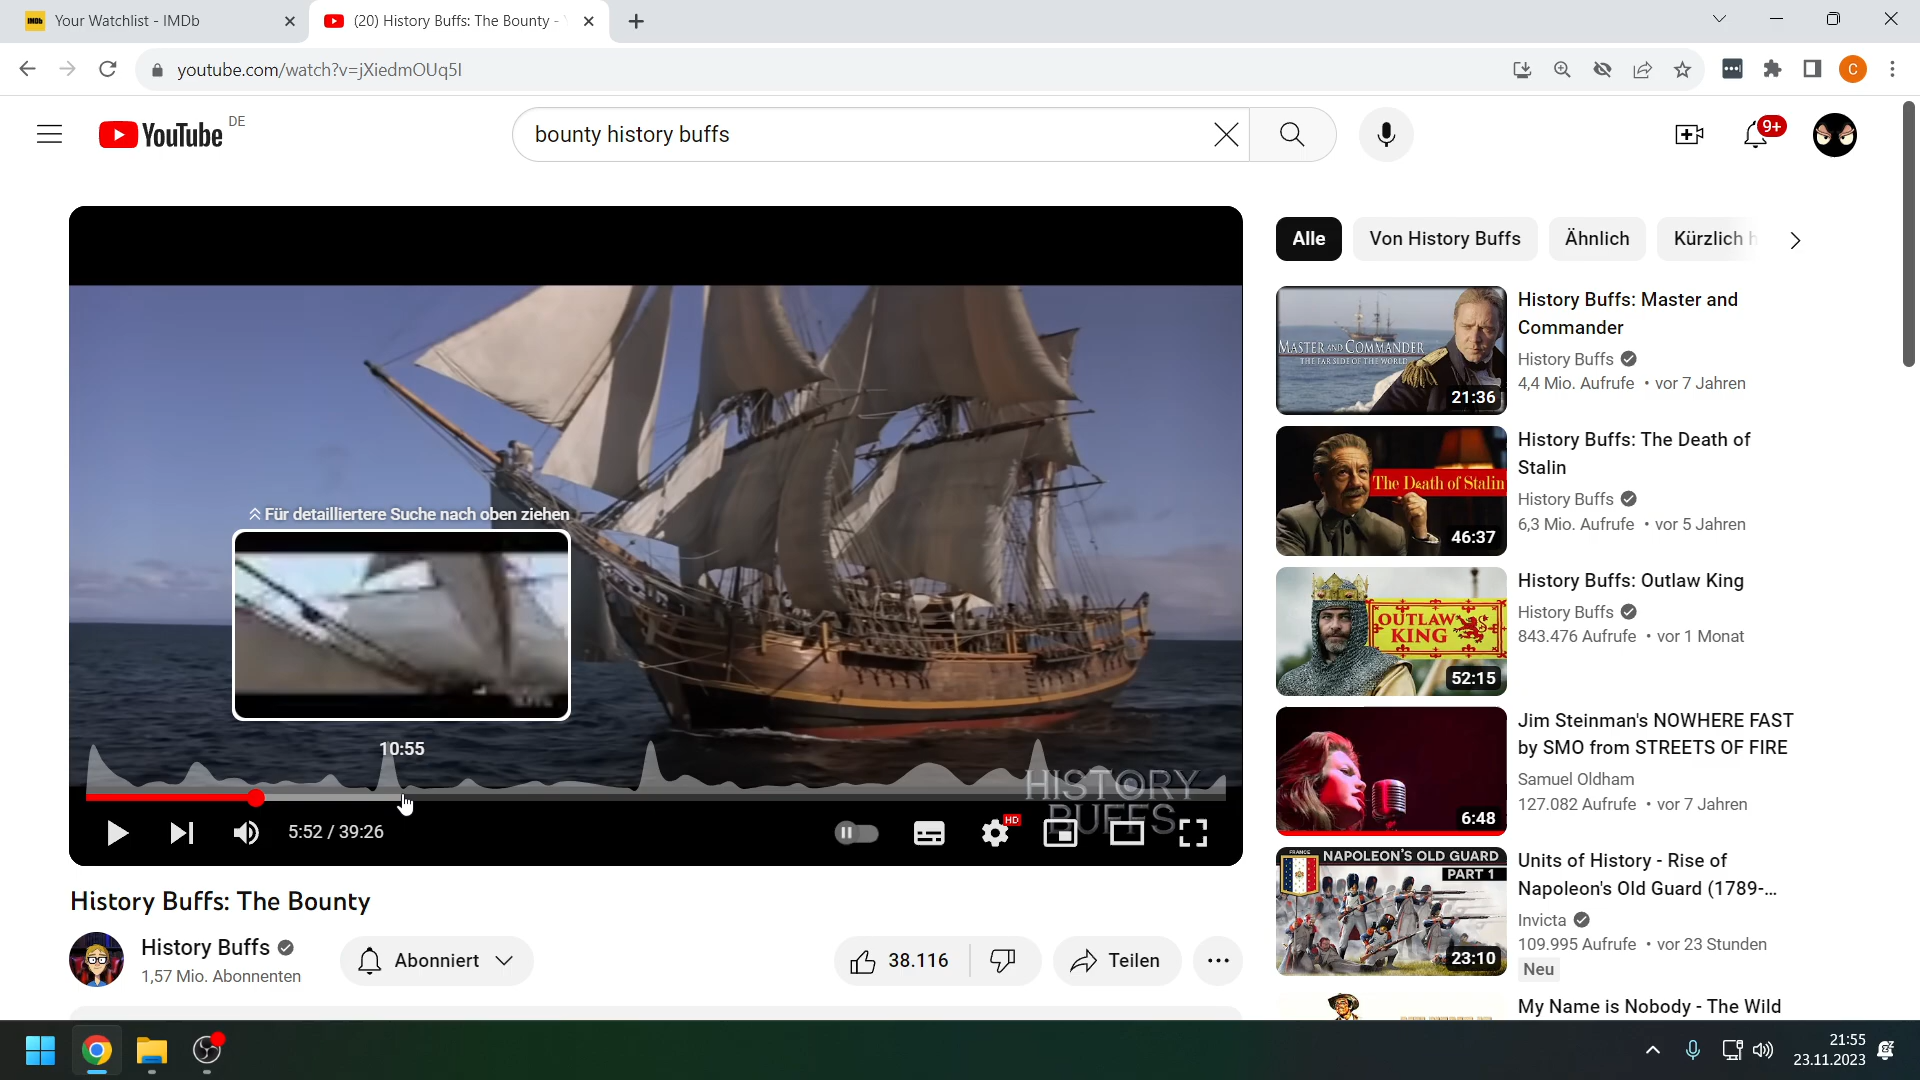 Your Watchlist - IMDb
(20) History Buffs: The Bounty -
youtube.com/watch?v=jXiedmOUq5I
C
YouTube DE
bounty history buffs
9+
Alle
Von History Buffs
Ähnlich
Kürzlich
MASTER AND COMMANDER
THE FAR SIDE OF THE WORLD
21:36
History Buffs: Master and
Commander
History Buffs
4,4 Mio. Aufrufe • vor 7 Jahren
The Death of Stalin
46:37
History Buffs: The Death of
Stalin
History Buffs
6,3 Mio. Aufrufe • vor 5 Jahren
OUTLAW
KING
52:15
History Buffs: Outlaw King
History Buffs
843.476 Aufrufe • vor 1 Monat
6:48
Jim Steinman's NOWHERE FAST
by SMO from STREETS OF FIRE
Samuel Oldham
127.082 Aufrufe • vor 7 Jahren
FRANCE
NAPOLEON'S OLD GUARD
PART 1
23:10
Units of History - Rise of
Napoleon's Old Guard (1789-...
Invicta
109.995 Aufrufe • vor 23 Stunden
Neu
My Name is Nobody - The Wild
Für detailliertere Suche nach oben ziehen
10:55
HISTORY
BUFFS
5:52 / 39:26
HD
History Buffs: The Bounty
History Buffs
1,57 Mio. Abonnenten
Abonniert
38.116
Teilen
21:55
23.11.2023